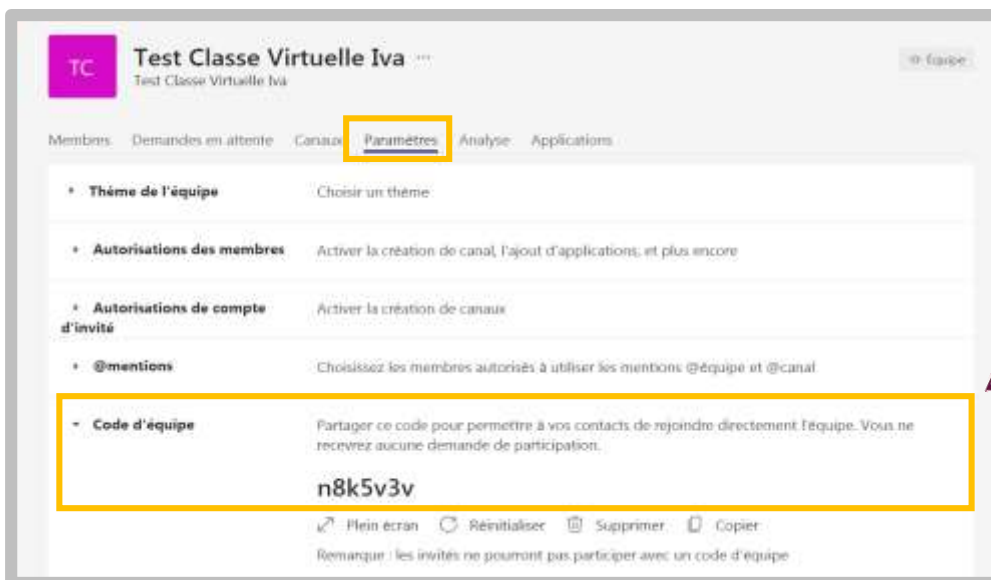 TC
Test Classe Virtuelle Iva ...
Test Classe Virtuelle Iva
Équipe
Membres Demandes en attente Canaux Paramètres Analyse Applications
Thème de l'équipe Choisir un thème
Autorisations des membres Activer la création de canal, l'ajout d'applications, et plus encore
Autorisations de compte Activer la création de canaux
d'invité
@mentions Choisissez les membres autorisés à utiliser les mentions @équipe et @canal
Code d'équipe Partager ce code pour permettre à vos contacts de rejoindre directement l'équipe. Vous ne
recevrez aucune demande de participation.
n8k5v3v
Plein écran Réinitialiser Supprimer Copier
Remarque : les invités ne pourront pas participer avec un code d'équipe